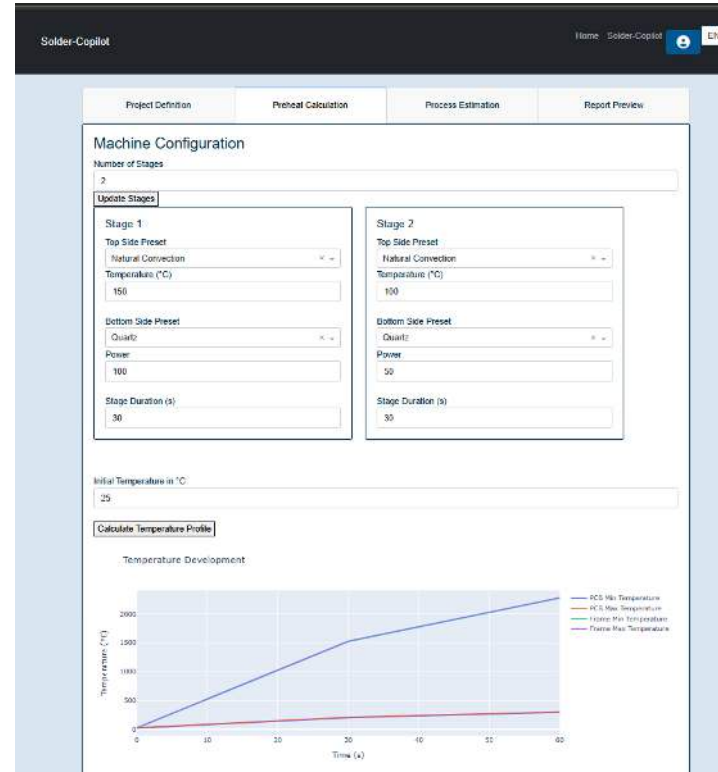 Solder-Copilot
Home Solder-Copilot EN
Project Definition Preheat Calculation Process Estimation Report Preview
Machine Configuration
Number of Stages
2
Update Stages
Stage 1
Top Side Preset
Natural Convection
Temperature (°C)
150
Bottom Side Preset
Quartz
Power
100
Stage Duration (s)
30
Stage 2
Top Side Preset
Natural Convection
Temperature (°C)
100
Bottom Side Preset
Quartz
Power
50
Stage Duration (s)
30
Initial Temperature in °C
25
Calculate Temperature Profile
Temperature Development
PCB Min Temperature
PCB Max Temperature
Frame Min Temperature
Frame Max Temperature
Temperature (°C)
2000
1500
1000
500
0
0 10 20 30 40 50 60
Time (s)